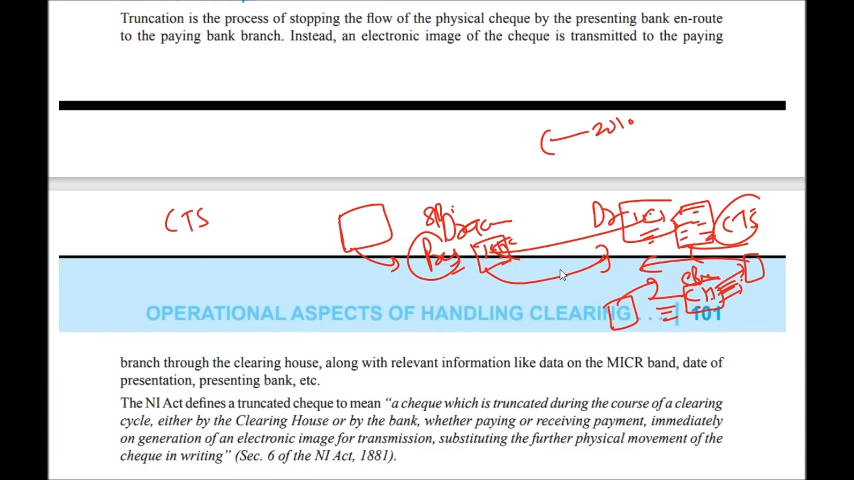 Truncation is the process of stopping the flow of the physical cheque by the presenting bank en-route
to the paying bank branch. Instead, an electronic image of the cheque is transmitted to the paying
2010
CTS
CTS
OPERATIONAL ASPECTS OF HANDLING CLEARING . . . | 101
branch through the clearing house, along with relevant information like data on the MICR band, date of
presentation, presenting bank, etc.
The NI Act defines a truncated cheque to mean “a cheque which is truncated during the course of a clearing
cycle, either by the Clearing House or by the bank, whether paying or receiving payment, immediately
on generation of an electronic image for transmission, substituting the further physical movement of the
cheque in writing” (Sec. 6 of the NI Act, 1881).